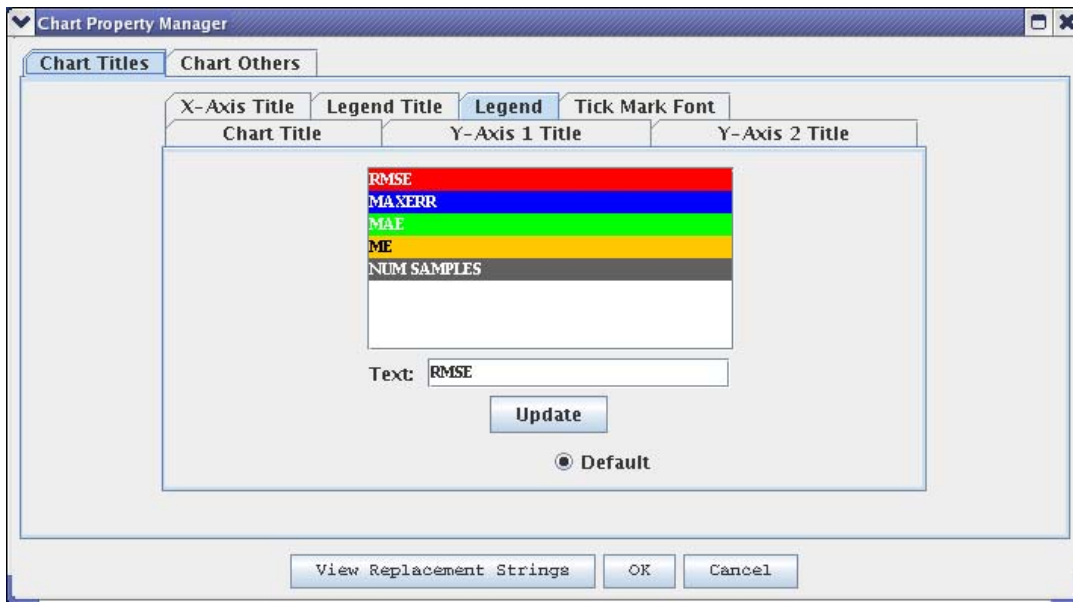 Chart Property Manager
Chart Titles Chart Others
X-Axis Title Legend Title Legend Tick Mark Font
Chart Title Y-Axis 1 Title Y-Axis 2 Title
RMSE
MAXERR
MAE
ME
NUM SAMPLES
Text: RMSE
Update
Default
View Replacement Strings OK Cancel